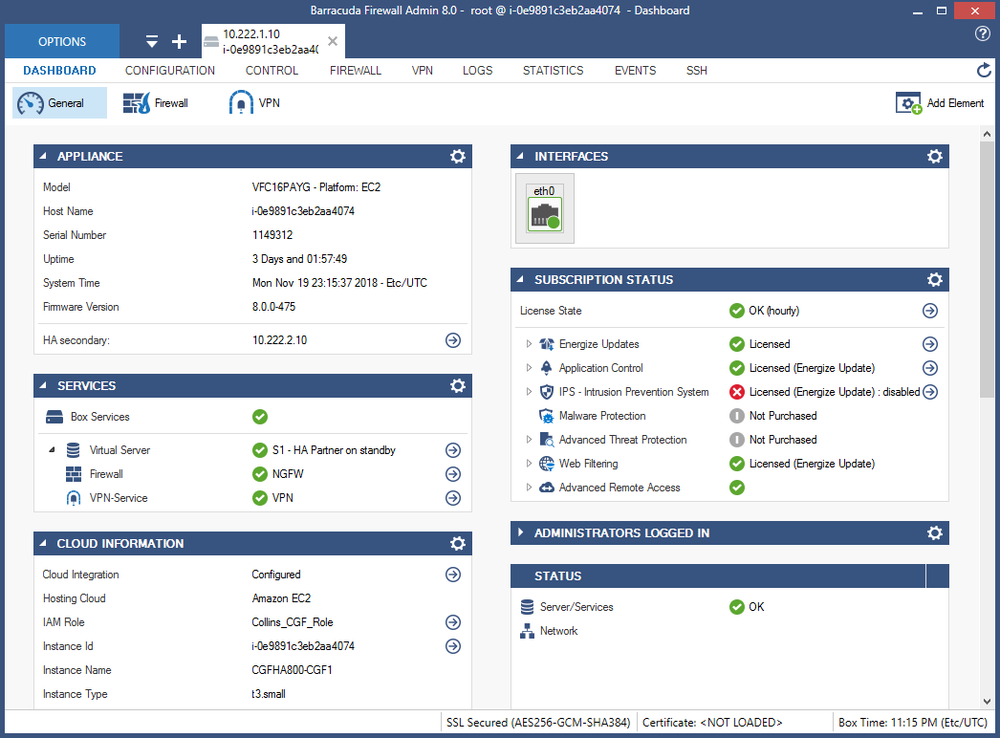 Barracuda Firewall Admin 8.0 - root @ i-0e9891c3eb2aa4074 - Dashboard
OPTIONS
10.222.1.10
i-0e9891c3eb2aa40
DASHBOARD CONFIGURATION CONTROL FIREWALL VPN LOGS STATISTICS EVENTS SSH
General Firewall VPN Add Element
APPLIANCE
Model VFC16PAYG - Platform: EC2
Host Name i-0e9891c3eb2aa4074
Serial Number 1149312
Uptime 3 Days and 01:57:49
System Time Mon Nov 19 23:15:37 2018 - Etc/UTC
Firmware Version 8.0.0-475
HA secondary: 10.222.2.10
SERVICES
Box Services
Virtual Server S1 - HA Partner on standby
Firewall NGFW
VPN-Service VPN
CLOUD INFORMATION
Cloud Integration Configured
Hosting Cloud Amazon EC2
IAM Role Collins_CGF_Role
Instance Id i-0e9891c3eb2aa4074
Instance Name CGFHA800-CGF1
Instance Type t3.small
INTERFACES
eth0
SUBSCRIPTION STATUS
License State OK (hourly)
Energize Updates Licensed
Application Control Licensed (Energize Update)
IPS - Intrusion Prevention System Licensed (Energize Update) : disabled
Malware Protection Not Purchased
Advanced Threat Protection Not Purchased
Web Filtering Licensed (Energize Update)
Advanced Remote Access
ADMINISTRATORS LOGGED IN
STATUS
Server/Services OK
Network
SSL Secured (AES256-GCM-SHA384) Certificate: <NOT LOADED> Box Time: 11:15 PM (Etc/UTC)